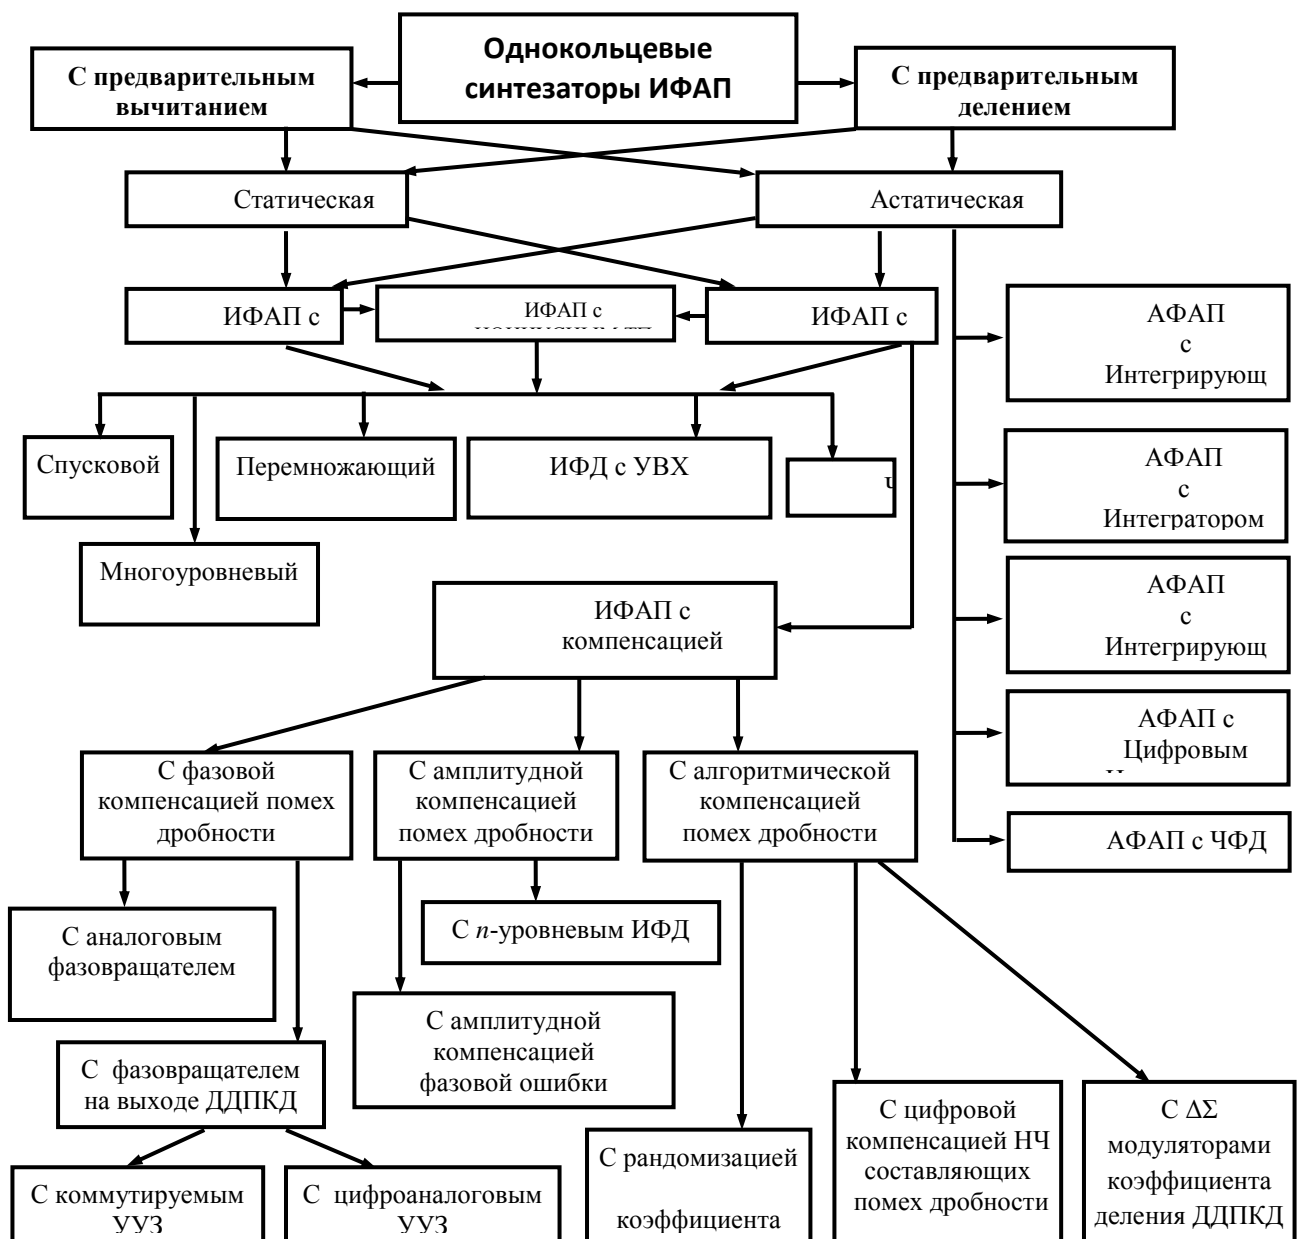 Однокольцевые
синтезаторы ИФАП
С предварительным
вычитанием
С предварительным
делением
Статическая
Астатическая
ИФАП с
ИФАП с
ИФАП с
АФАП
с
Интегрирующ
Спусковой
Перемножающий
ИФД с УВХ
АФАП
с
Интегратором
Многоуровневый
АФАП
с
Интегрирующ
ИФАП с
компенсацией
АФАП с
Цифровым
С фазовой
компенсацией помех
дробности
С амплитудной
компенсацией
помех дробности
С алгоритмической
компенсацией
помех дробности
АФАП с ЧФД
С аналоговым
фазовращателем
С n-уровневым ИФД
С амплитудной
компенсацией
фазовой ошибки
С фазовращателем
на выходе ДДПКД
С рандомизацией
коэффициента
С цифровой
компенсацией НЧ
составляющих
помех дробности
С ΔΣ
модуляторами
коэффициента
деления ДДПКД
С коммутируемым
УУЗ
С цифроаналоговым
УУЗ